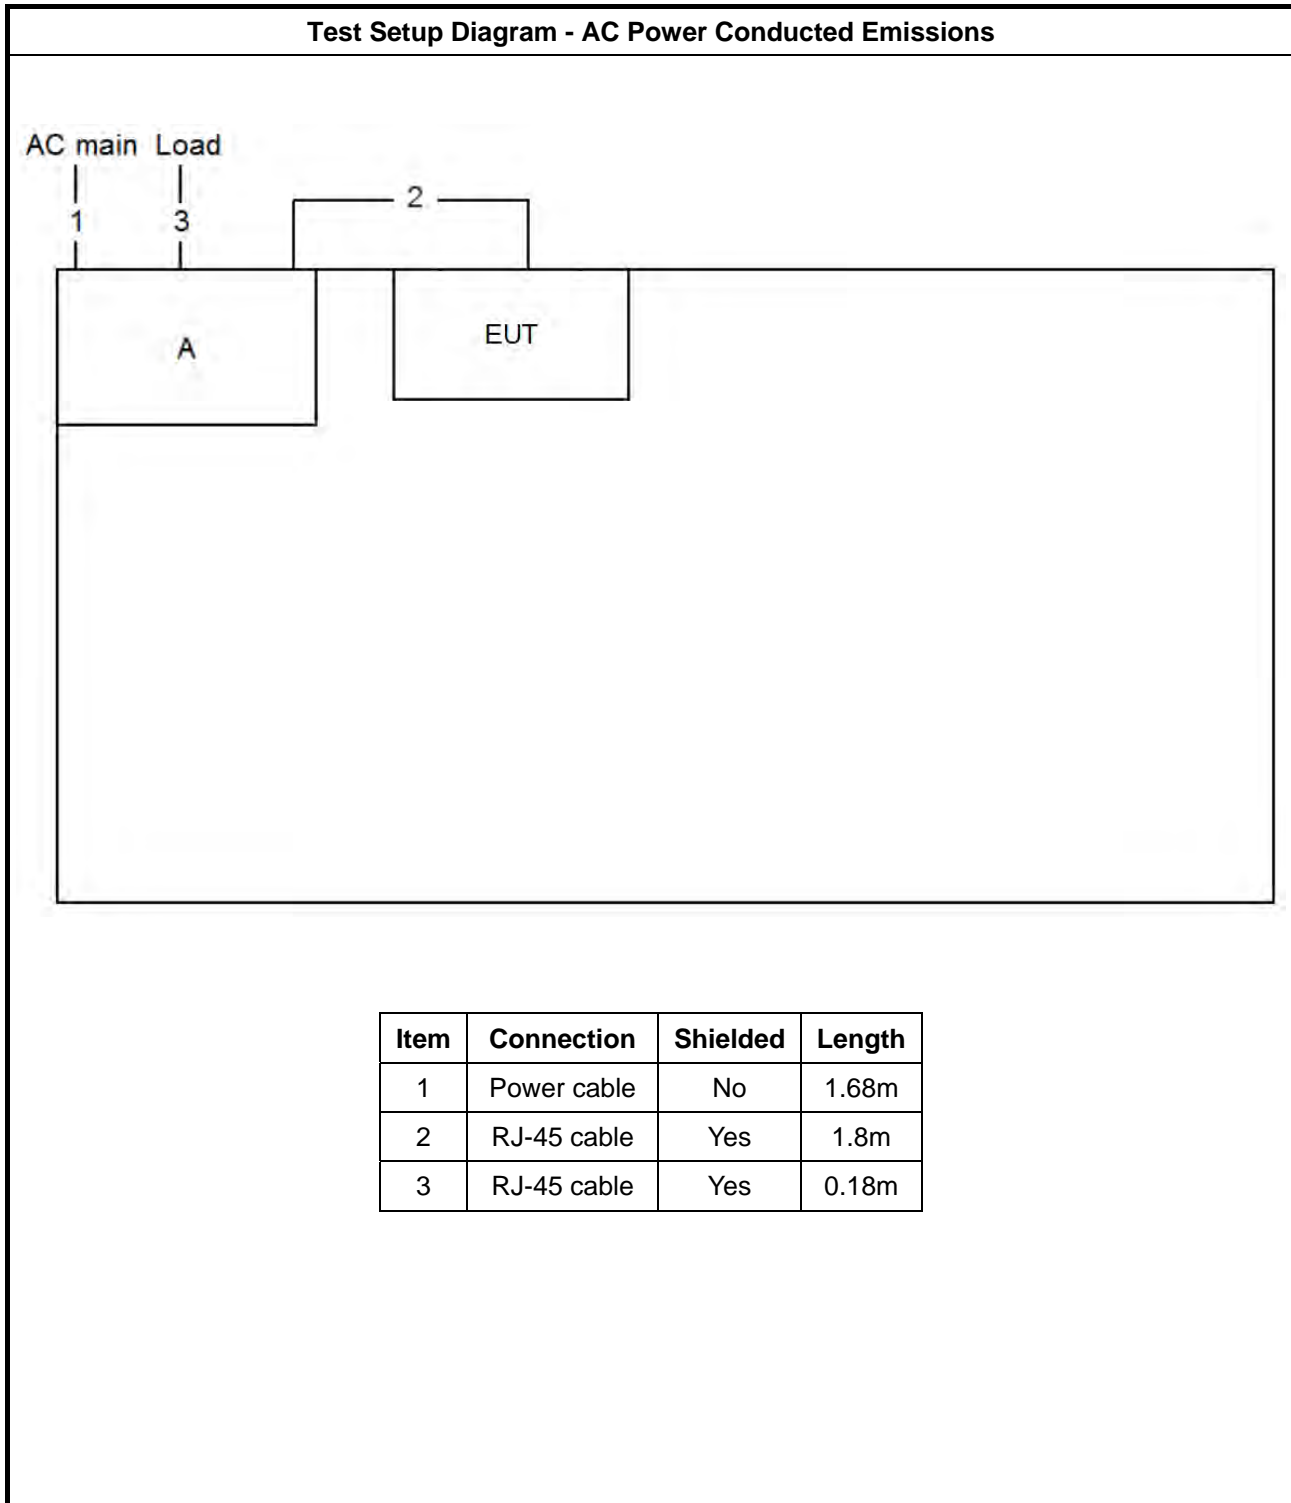 Test Setup Diagram - AC Power Conducted Emissions
AC main Load
2
1 3
A EUT
Item Connection Shielded Length
1 Power cable No 1.68m
2 RJ-45 cable Yes 1.8m
3 RJ-45 cable Yes 0.18m